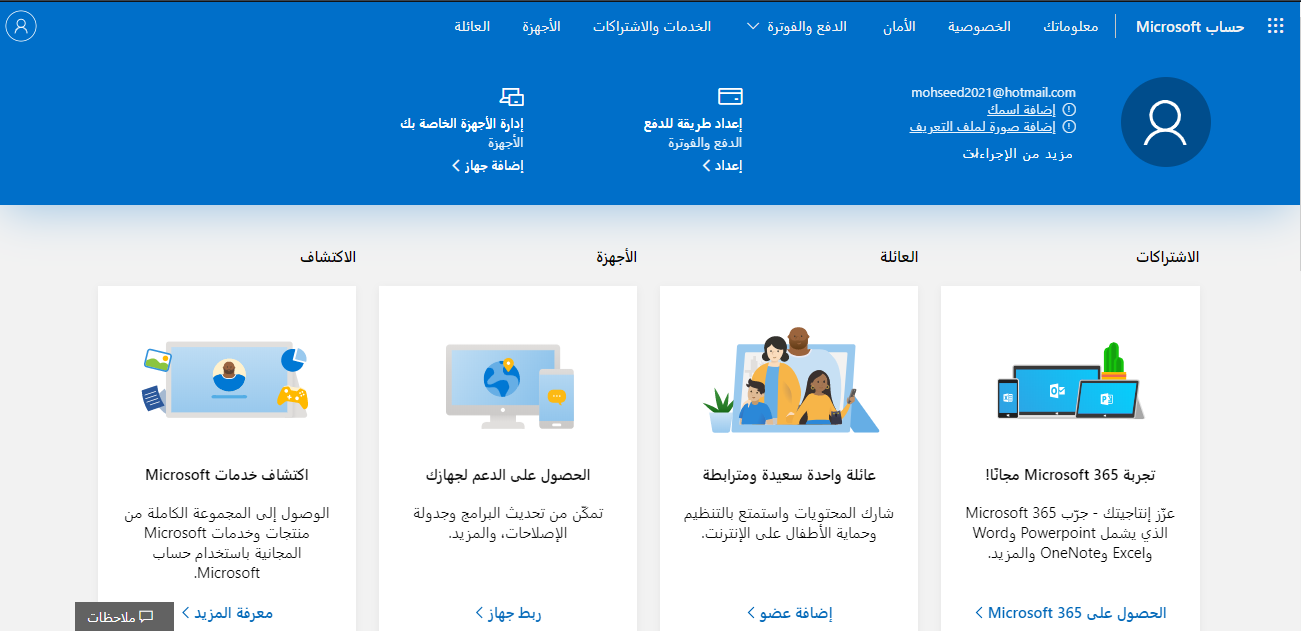 حساب Microsoft
معلوماتك
الخصوصية
الأمان
الدفع والفوترة
الخدمات والاشتراكات
الأجهزة
العائلة
mohseed2021@hotmail.com
إضافة اسمك
إضافة صورة لملف التعريف
مزيد من الإجراءات
إعداد طريقة للدفع
الدفع والفوترة
إعداد
إدارة الأجهزة الخاصة بك
الأجهزة
إضافة جهاز
الاشتراكات
تجربة Microsoft 365 مجانًا!
عزّز إنتاجيتك - جرّب Microsoft 365
الذي يشمل Powerpoint وWord
وExcel وOneNote والمزيد.
الحصول على Microsoft 365
العائلة
عائلة واحدة سعيدة ومترابطة
شارك المحتويات واستمتع بالتنظيم
وحماية الأطفال على الإنترنت.
إضافة عضو
الأجهزة
الحصول على الدعم لجهازك
تمكّن من تحديث البرامج وجدولة
الإصلاحات، والمزيد.
ربط جهاز
الاكتشاف
اكتشاف خدمات Microsoft
الوصول إلى المجموعة الكاملة من
منتجات وخدمات Microsoft
المجانية باستخدام حساب
Microsoft.
معرفة المزيد
ملاحظات